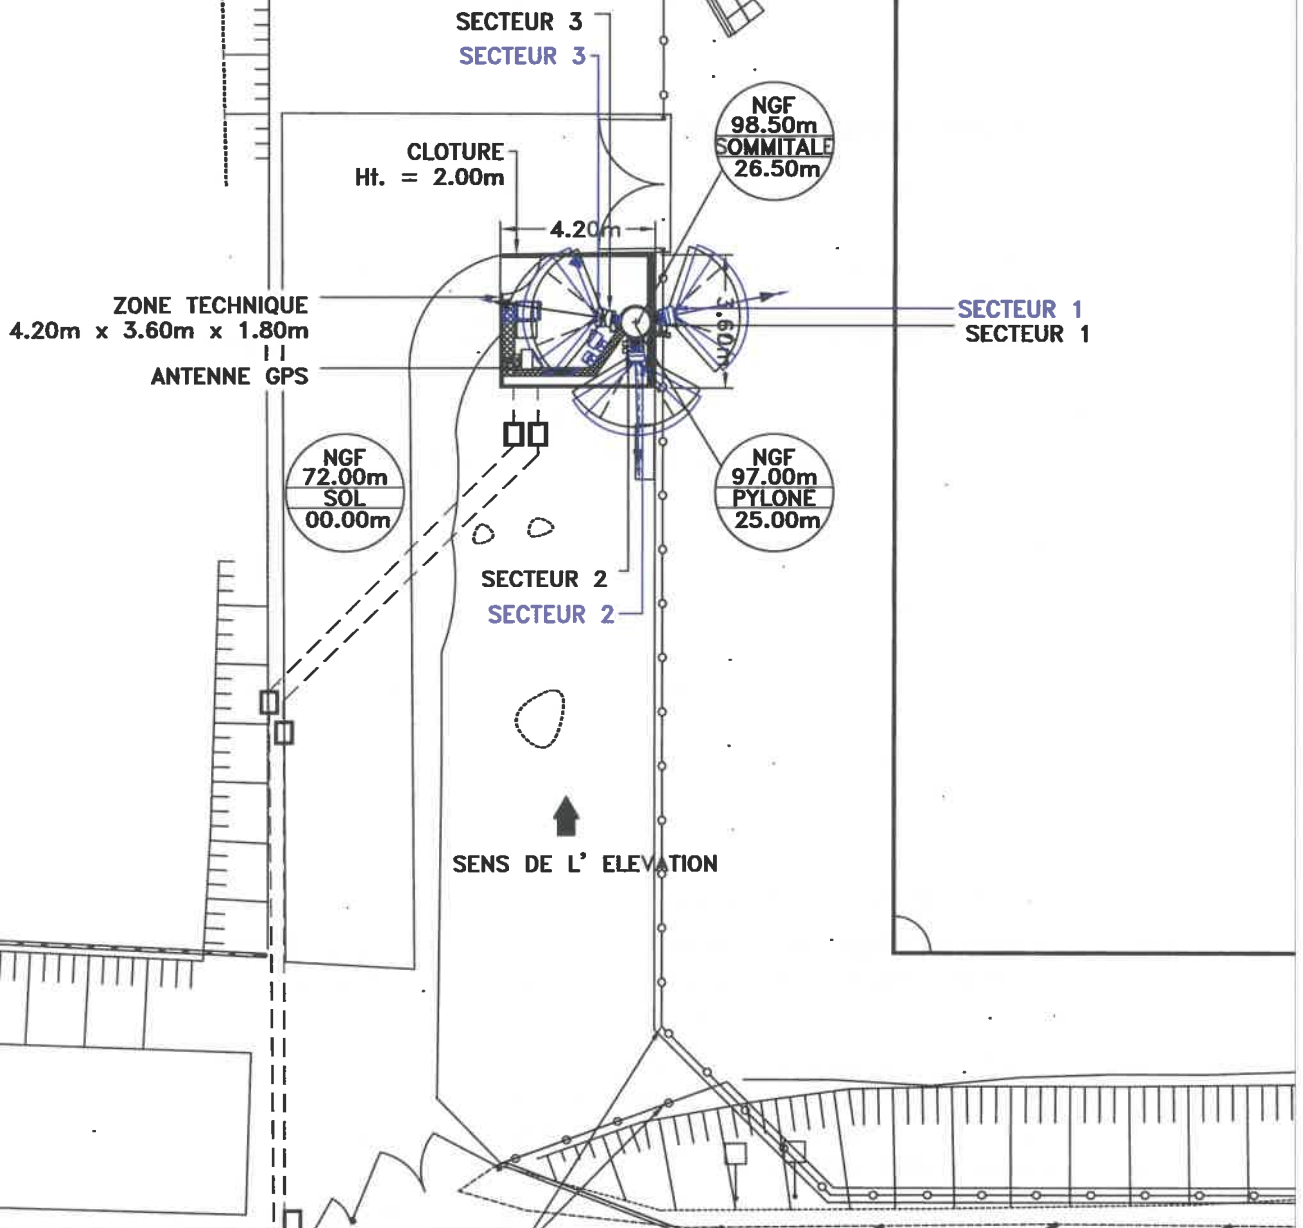 SECTEUR 3
SECTEUR 3
NGF
98.50m
SOMMITALE
26.50m
CLOTURE
Ht. = 2.00m
4.20m
ZONE TECHNIQUE
4.20m x 3.60m x 1.80m
3.60m
SECTEUR 1
SECTEUR 1
ANTENNE GPS
NGF
72.00m
SOL
00.00m
NGF
97.00m
PYLONE
25.00m
SECTEUR 2
SECTEUR 2
SENS DE L' ELEVATION